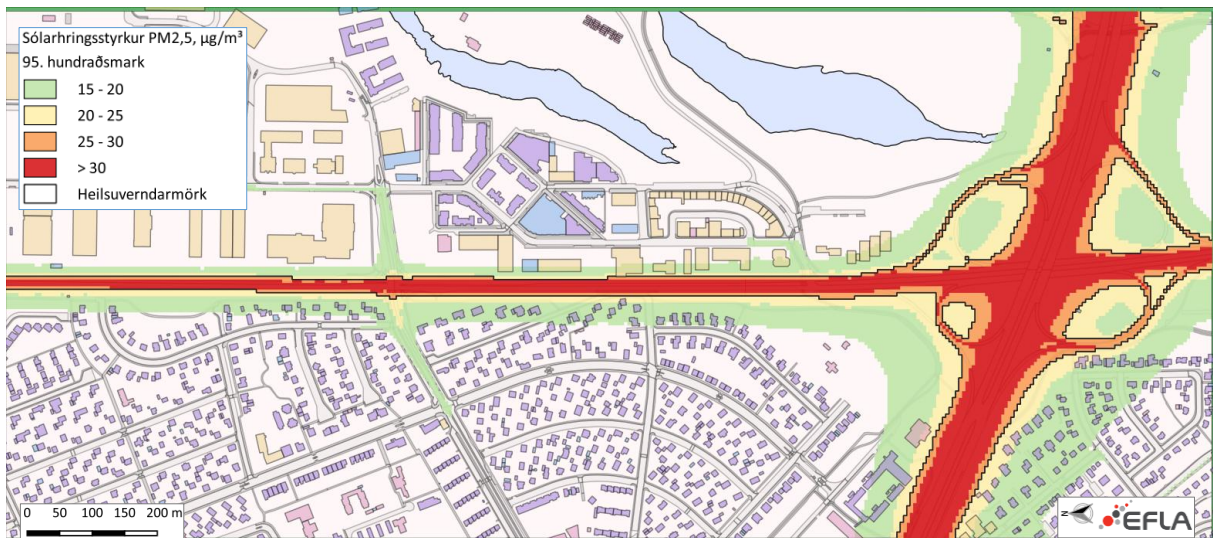 Sólarhringsstyrkur PM2,5, µg/m³
95. hundraðsmark
15 - 20
20 - 25
25 - 30
> 30
Heilsuverndarmörk
0 50 100 150 200 m
z
EFLA